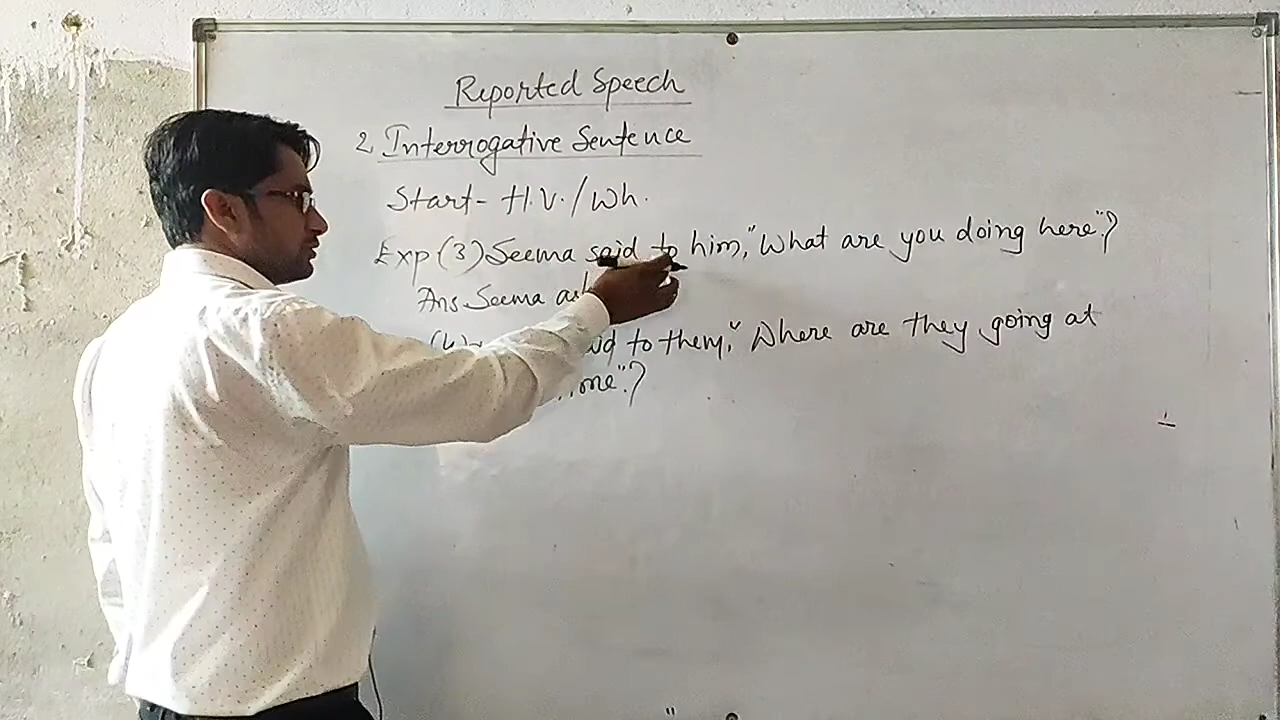 Reported Speech
2. Interrogative Sentence
Start- H.V./Wh.
Exp (3) Seema said to him, "What are you doing here"?
Ans Seema
(4) to them, "Where are they going at
"?